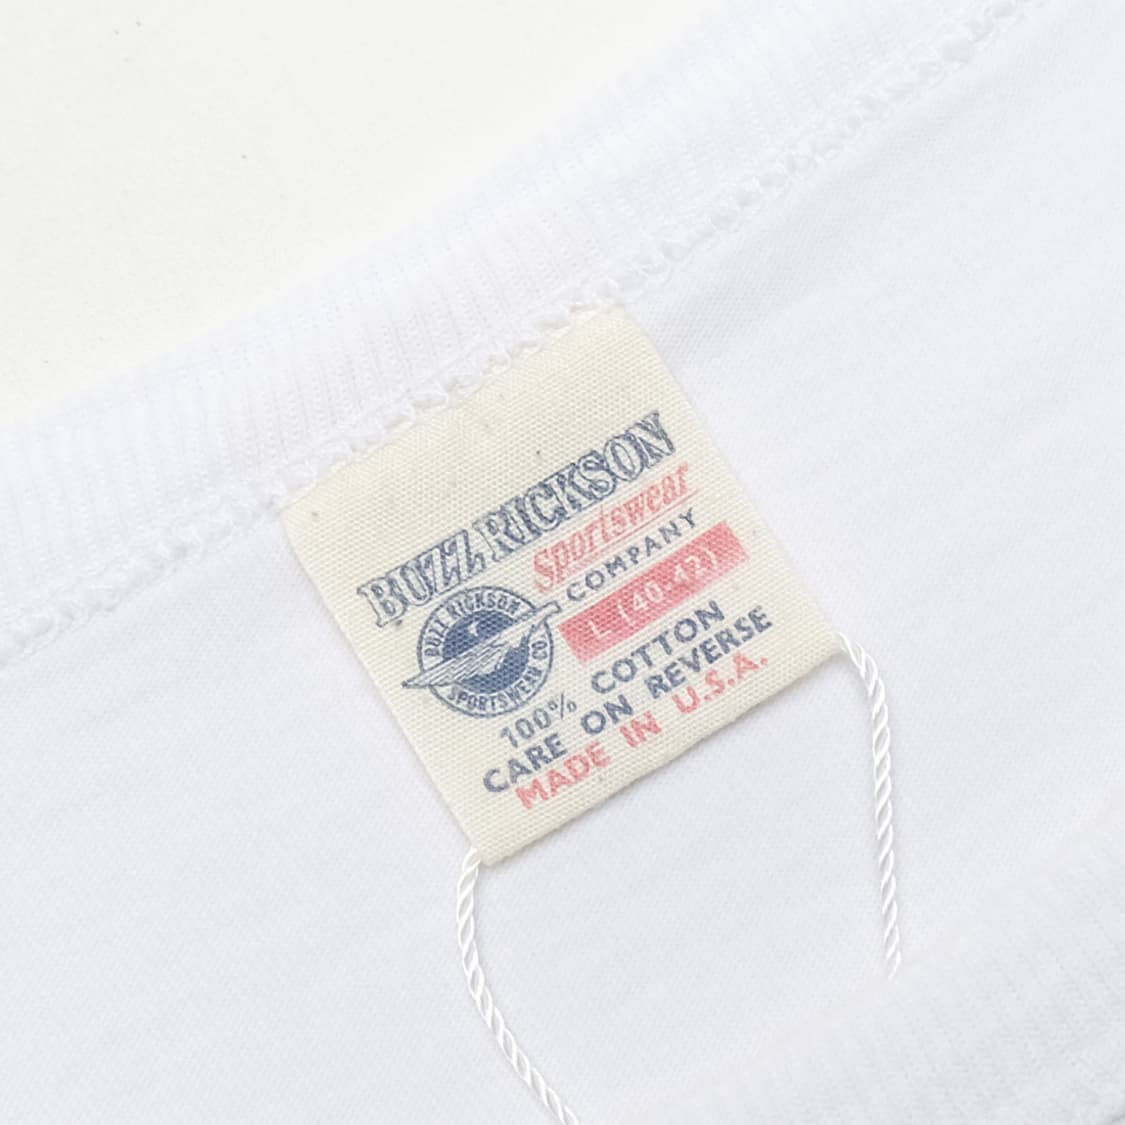 BUZZ RICKSON
Sportswear
COMPANY
BUZZ RICKSON
SPORTSWEAR CO
L (40-42)
100% COTTON
CARE ON REVERSE
MADE IN U.S.A.